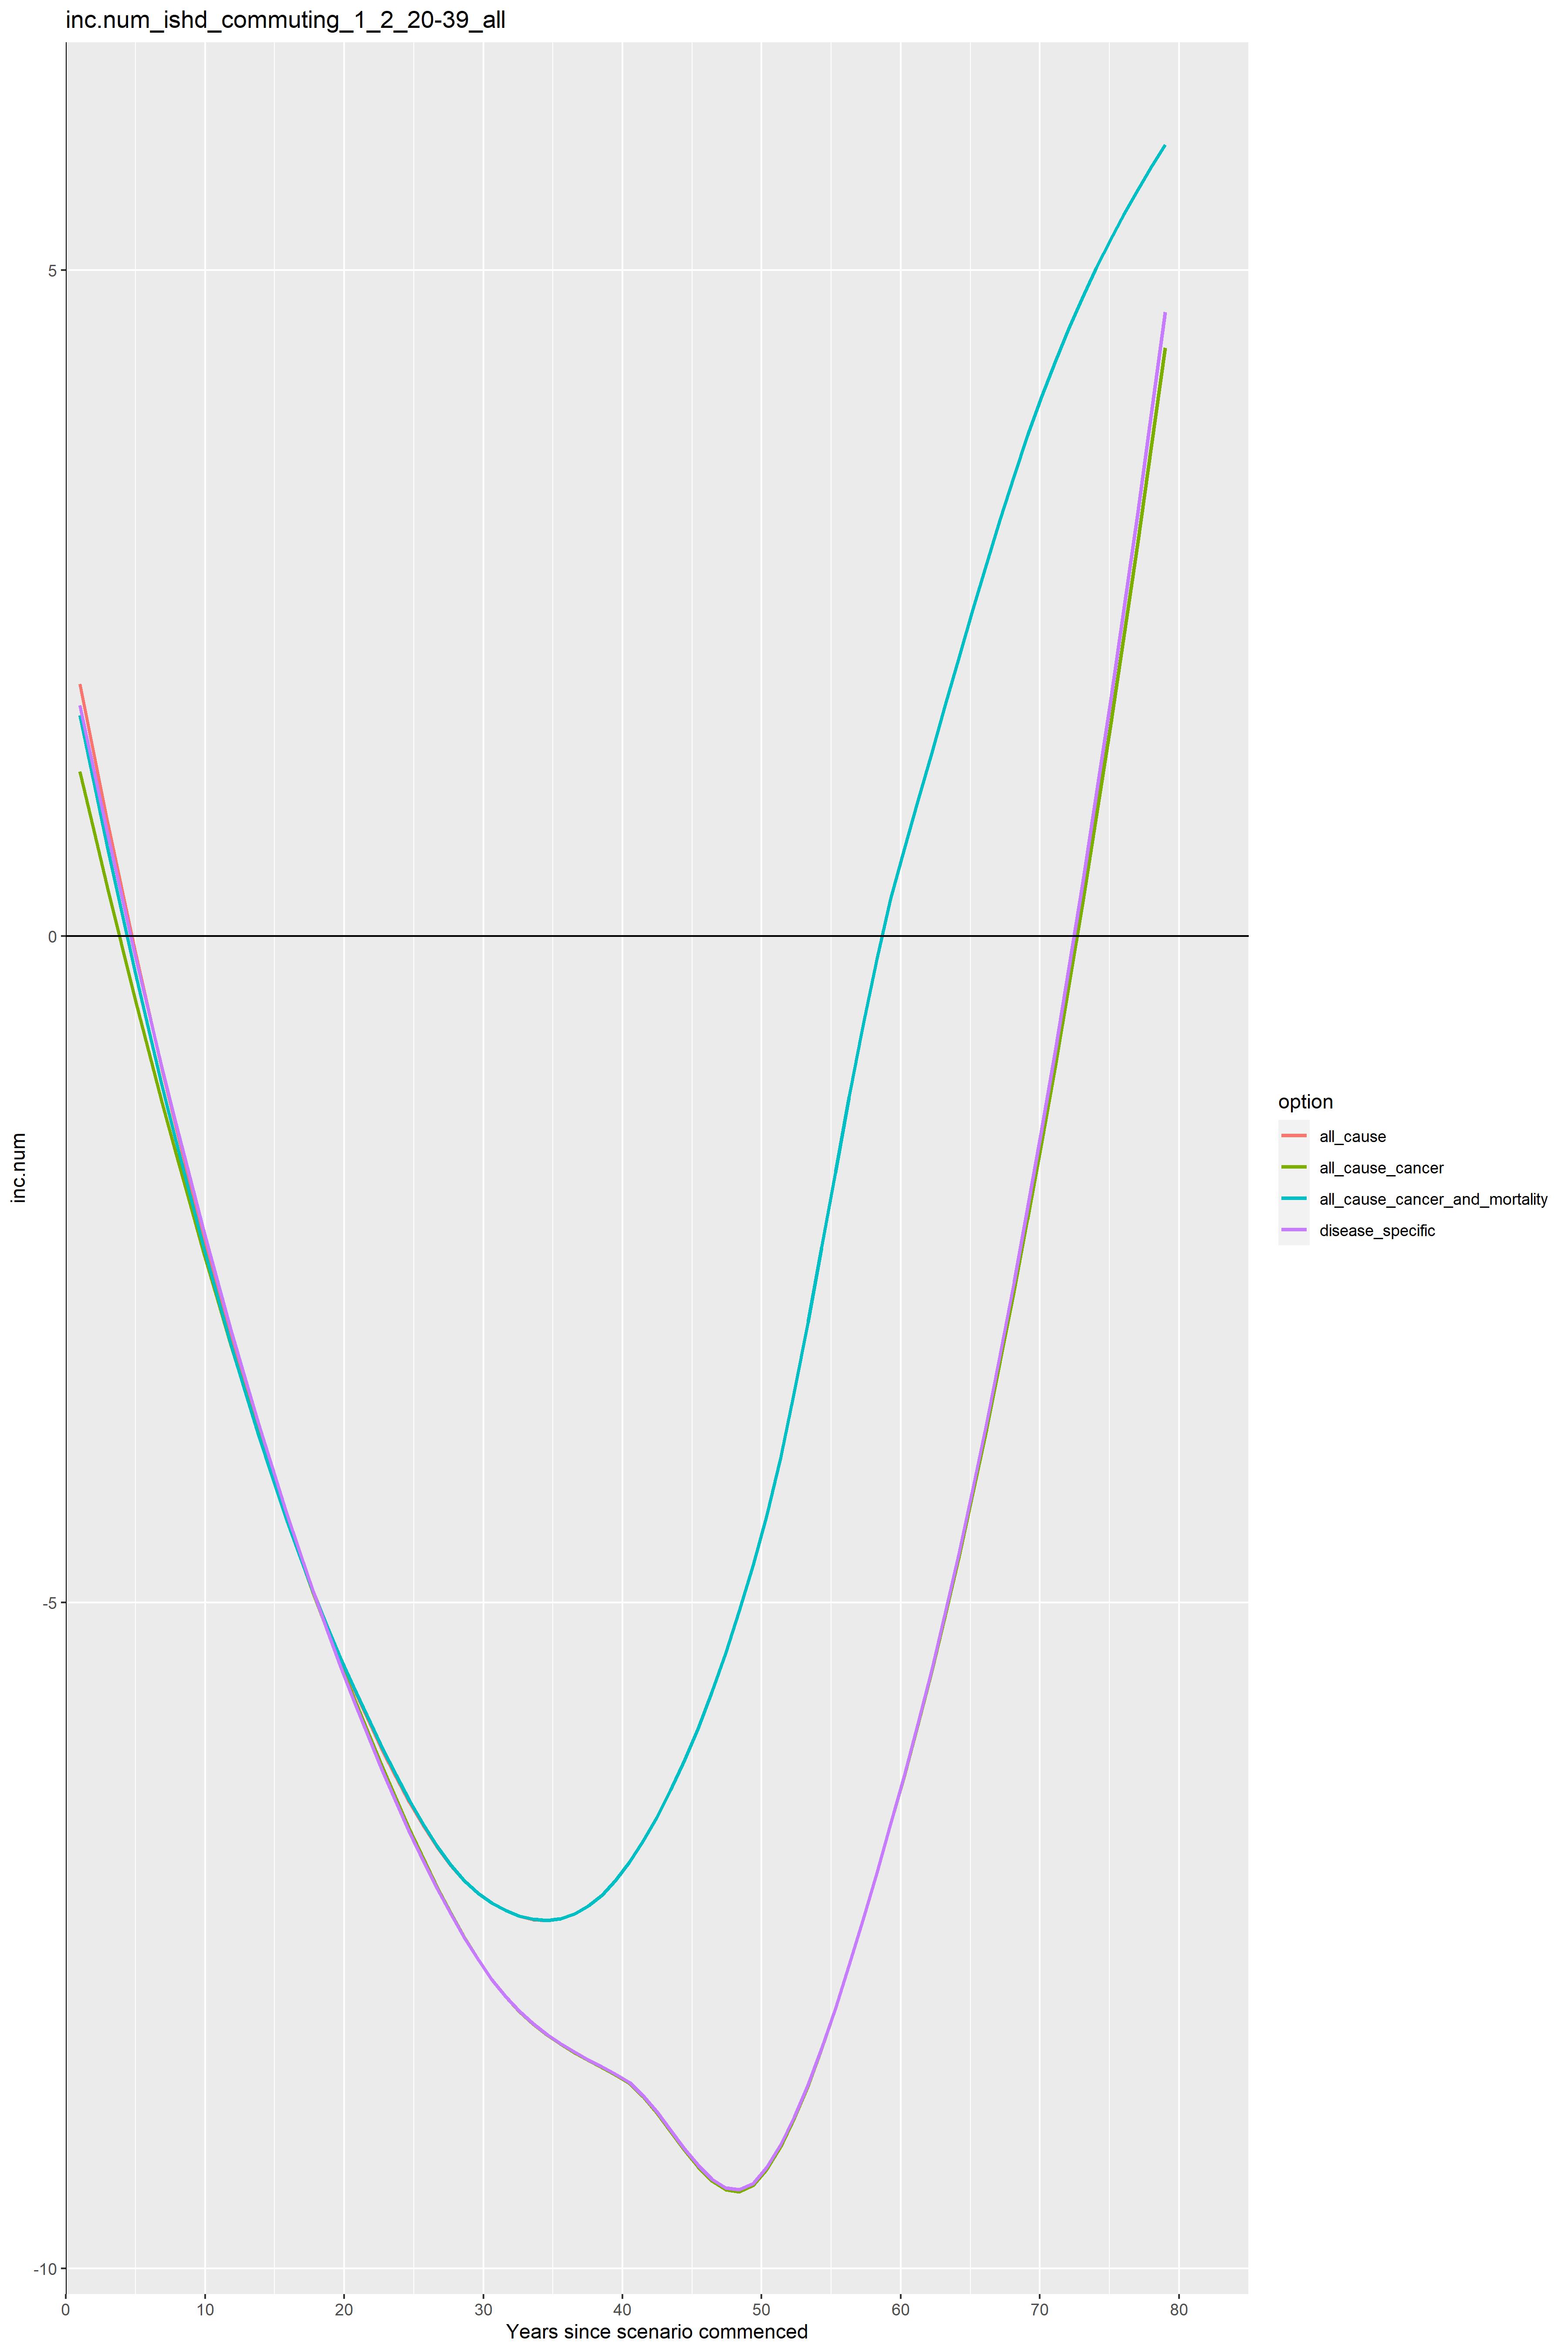 inc.num_ishd_commuting_1_2_20-39_all
5
0
-5
-10
inc.num
0 10 20 30 40 50 60 70 80
Years since scenario commenced
option
all_cause
all_cause_cancer
all_cause_cancer_and_mortality
disease_specific